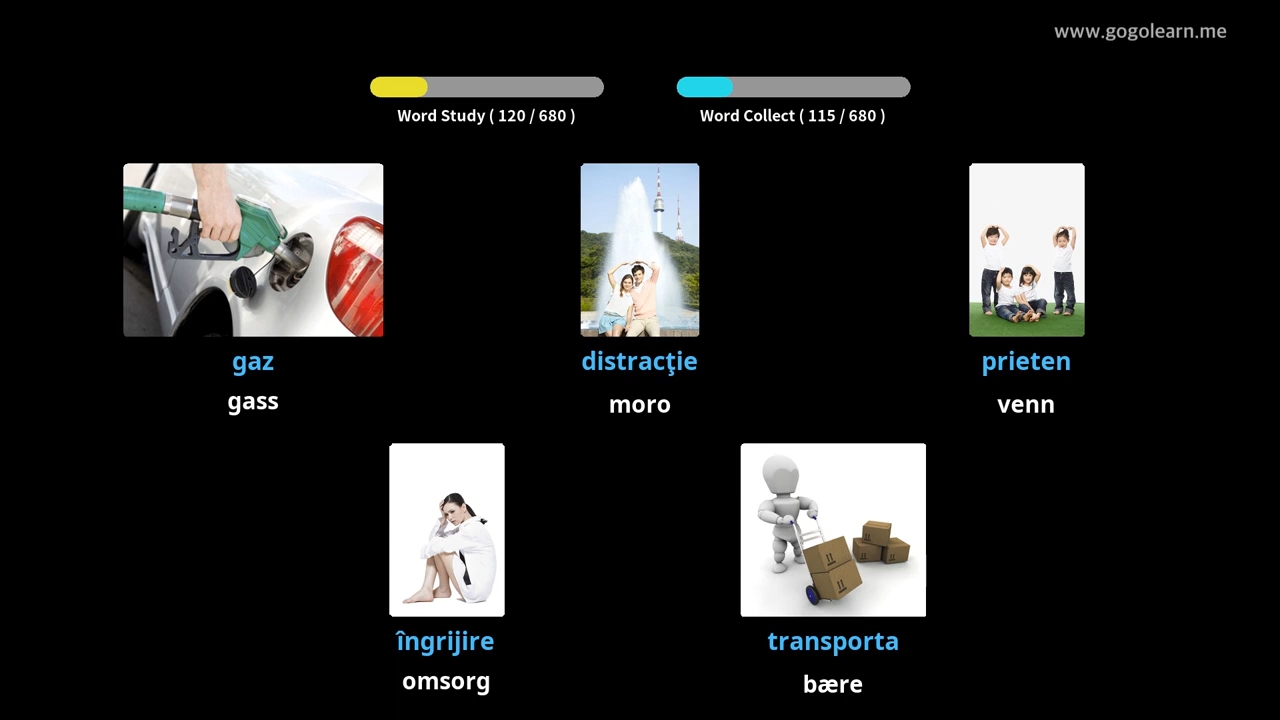 www.gogolearn.me
Word Study ( 120 / 680 )
Word Collect ( 115 / 680 )
gaz
distracţie
prieten
gass
moro
venn
îngrijire
transporta
omsorg
bære